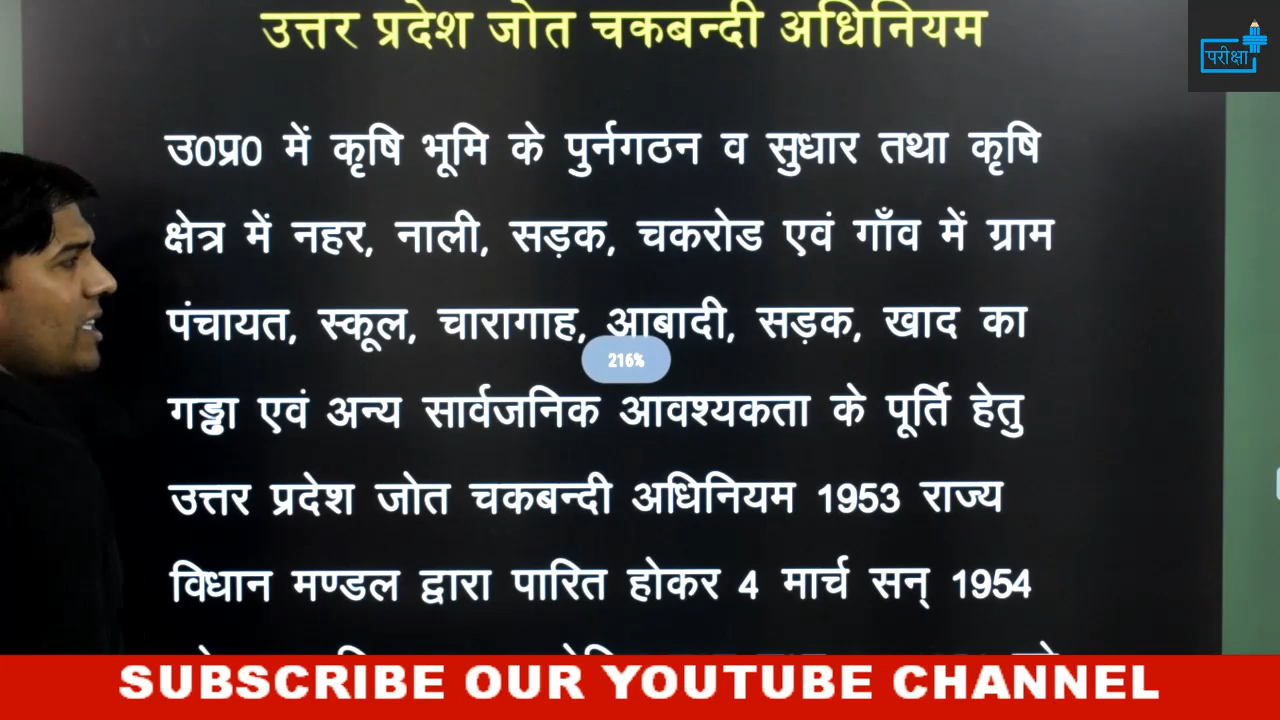 उत्तर प्रदेश जोत चकबन्दी अधिनियम
परीक्षा
उ0प्र0 में कृषि भूमि के पुर्नगठन व सुधार तथा कृषि
क्षेत्र में नहर, नाली, सड़क, चकरोड एवं गाँव में ग्राम
पंचायत, स्कूल, चारागाह, आबादी, सड़क, खाद का
216%
गड्ढा एवं अन्य सार्वजनिक आवश्यकता के पूर्ति हेतु
उत्तर प्रदेश जोत चकबन्दी अधिनियम 1953 राज्य
विधान मण्डल द्वारा पारित होकर 4 मार्च सन् 1954
SUBSCRIBE OUR YOUTUBE CHANNEL